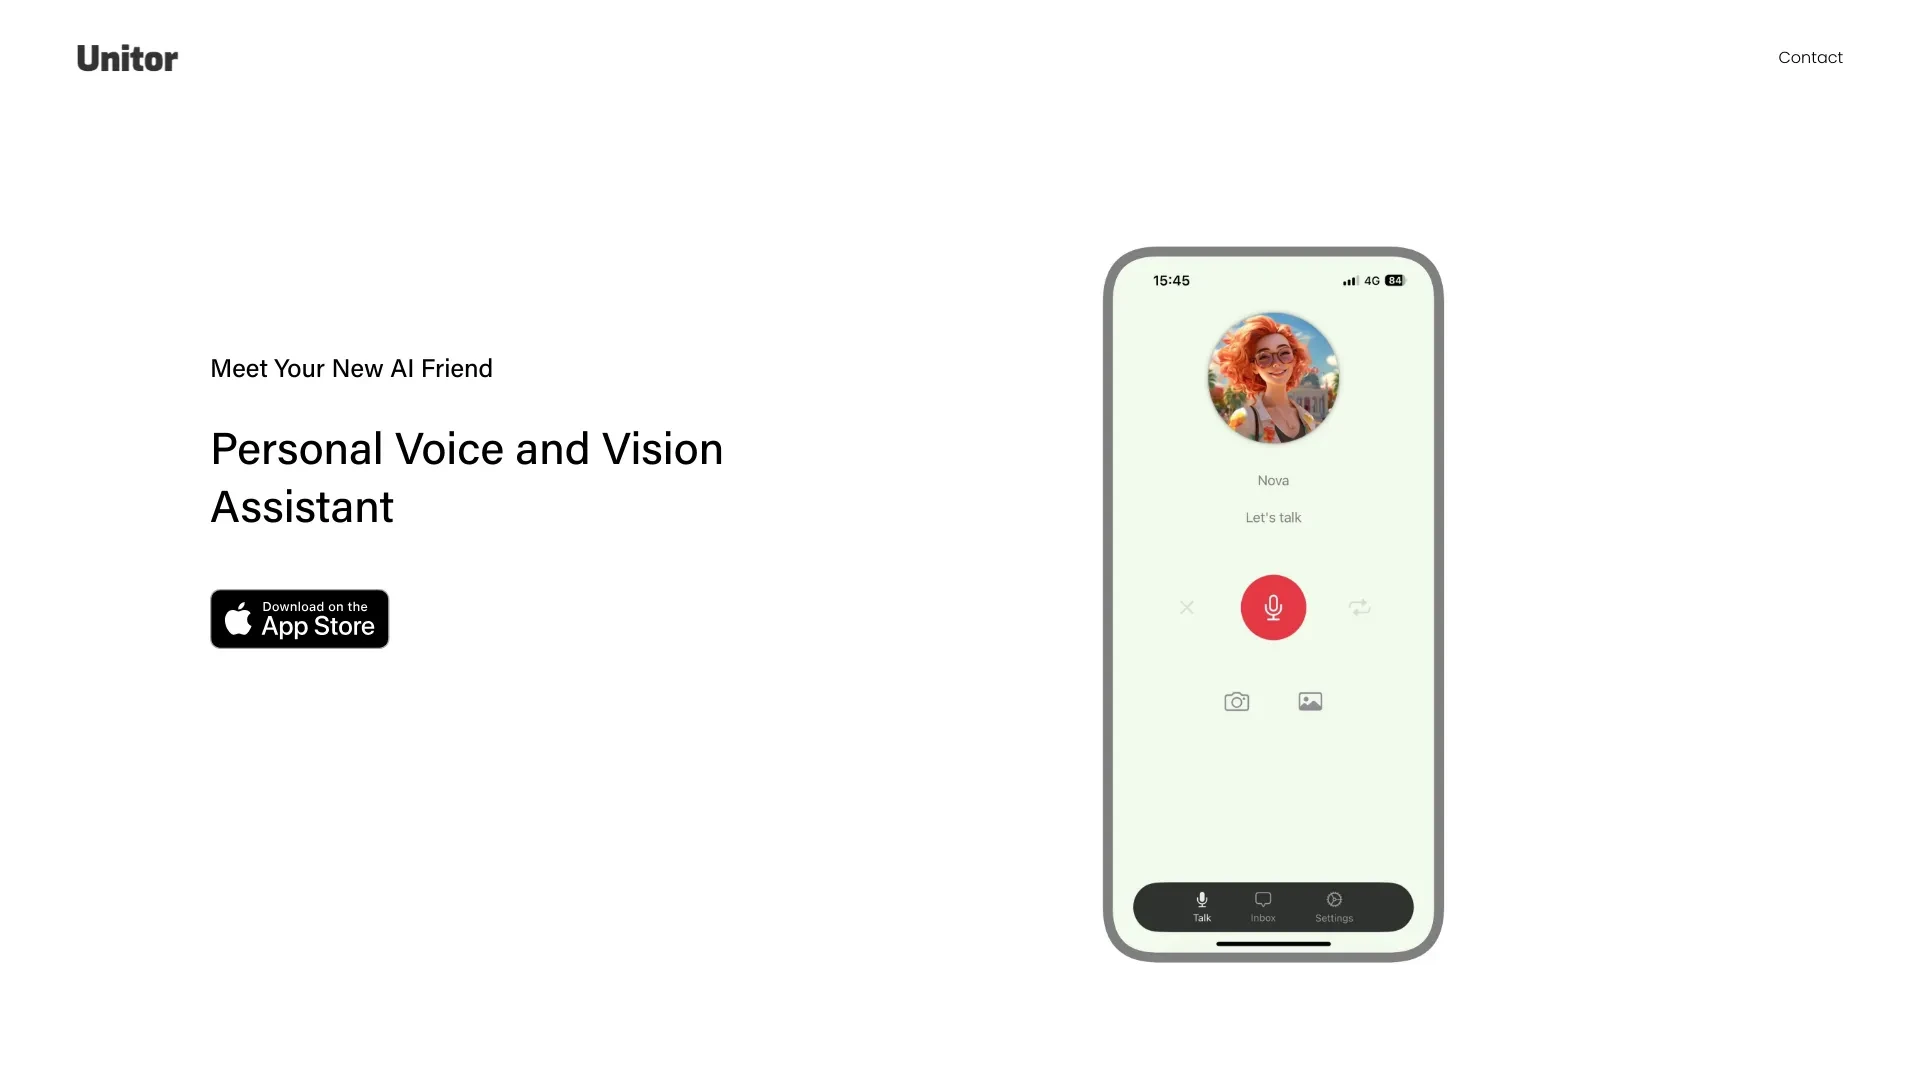 Unitor
Contact
Meet Your New AI Friend
Personal Voice and Vision
Assistant
Download on the
App Store
15:45
4G 84
Nova
Let's talk
Talk
Inbox
Settings